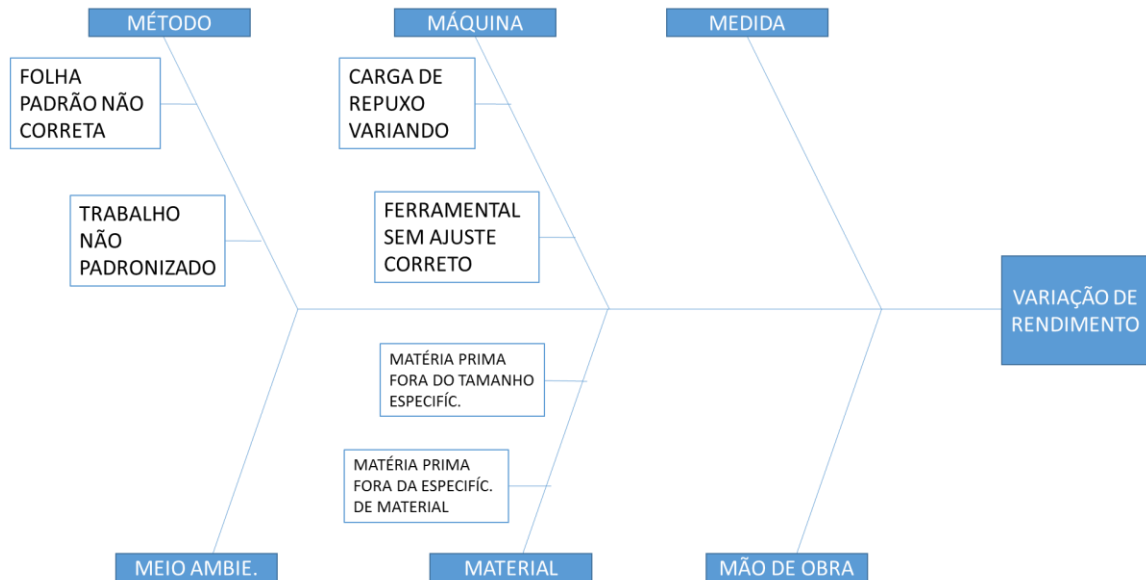 MÉTODO
MÁQUINA
MEDIDA
FOLHA
PADRÃO NÃO
CORRETA
CARGA DE
REPUXO
VARIANDO
TRABALHO
NÃO
PADRONIZADO
FERRAMENTAL
SEM AJUSTE
CORRETO
VARIAÇÃO DE
RENDIMENTO
MATÉRIA PRIMA
FORA DO TAMANHO
ESPECIFÍC.
MATÉRIA PRIMA
FORA DA ESPECIFÍC.
DE MATERIAL
MEIO AMBIE.
MATERIAL
MÃO DE OBRA